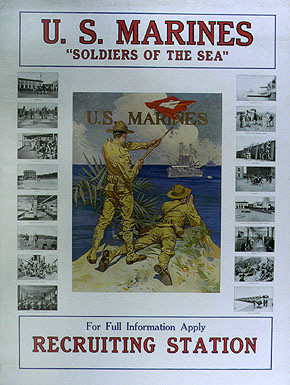 U. S. MARINES
"SOLDIERS OF THE SEA"
U.S. MARINES
For Full Information Apply
RECRUITING STATION